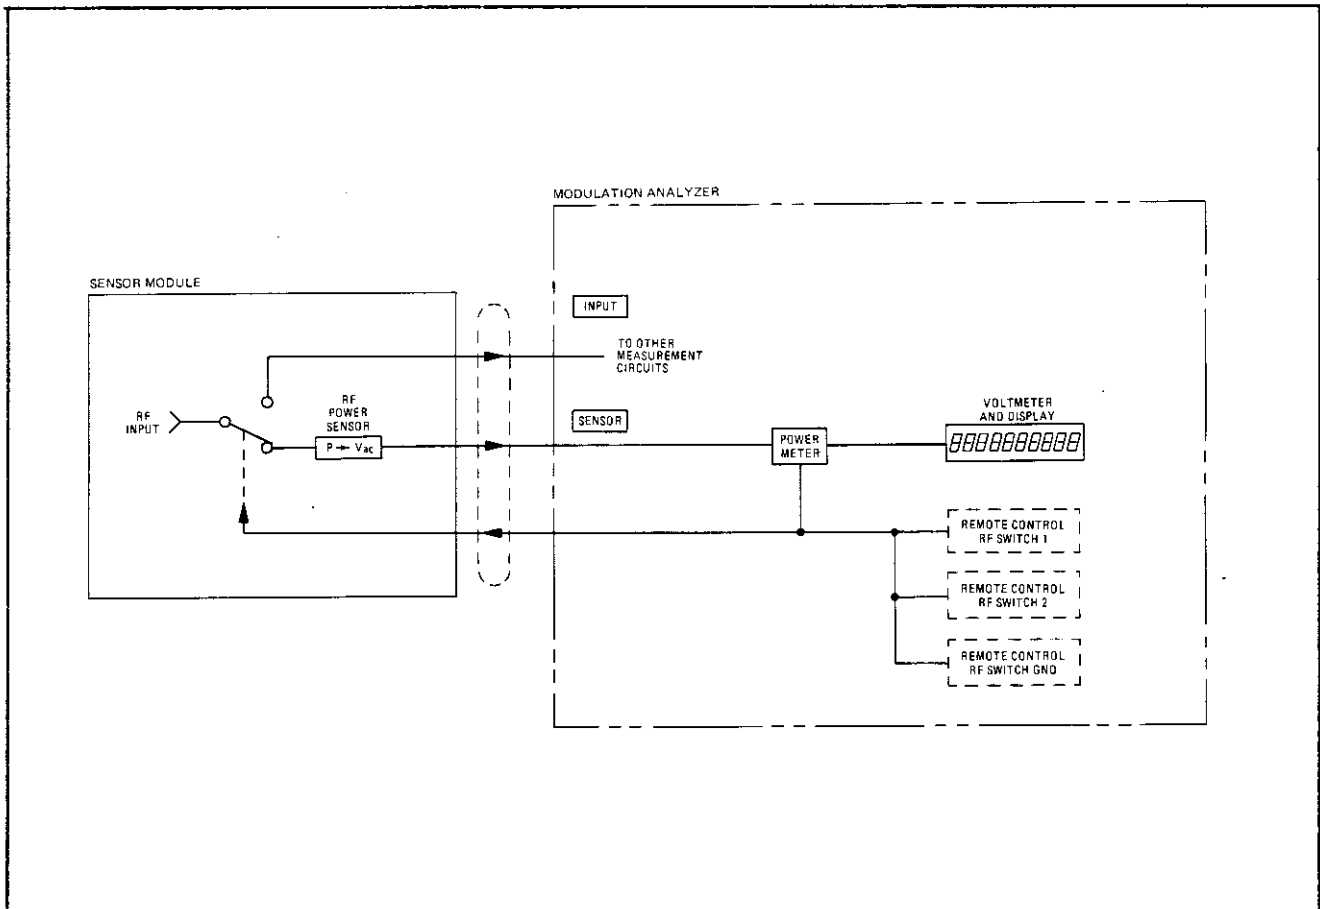 MODULATION ANALYZER
SENSOR MODULE
INPUT
TO OTHER
MEASUREMENT
CIRCUITS
RF
INPUT
RF
POWER
SENSOR
P → Vac
SENSOR
POWER
METER
VOLTMETER
AND DISPLAY
8888888888
REMOTE CONTROL
RF SWITCH 1
REMOTE CONTROL
RF SWITCH 2
REMOTE CONTROL
RF SWITCH GND